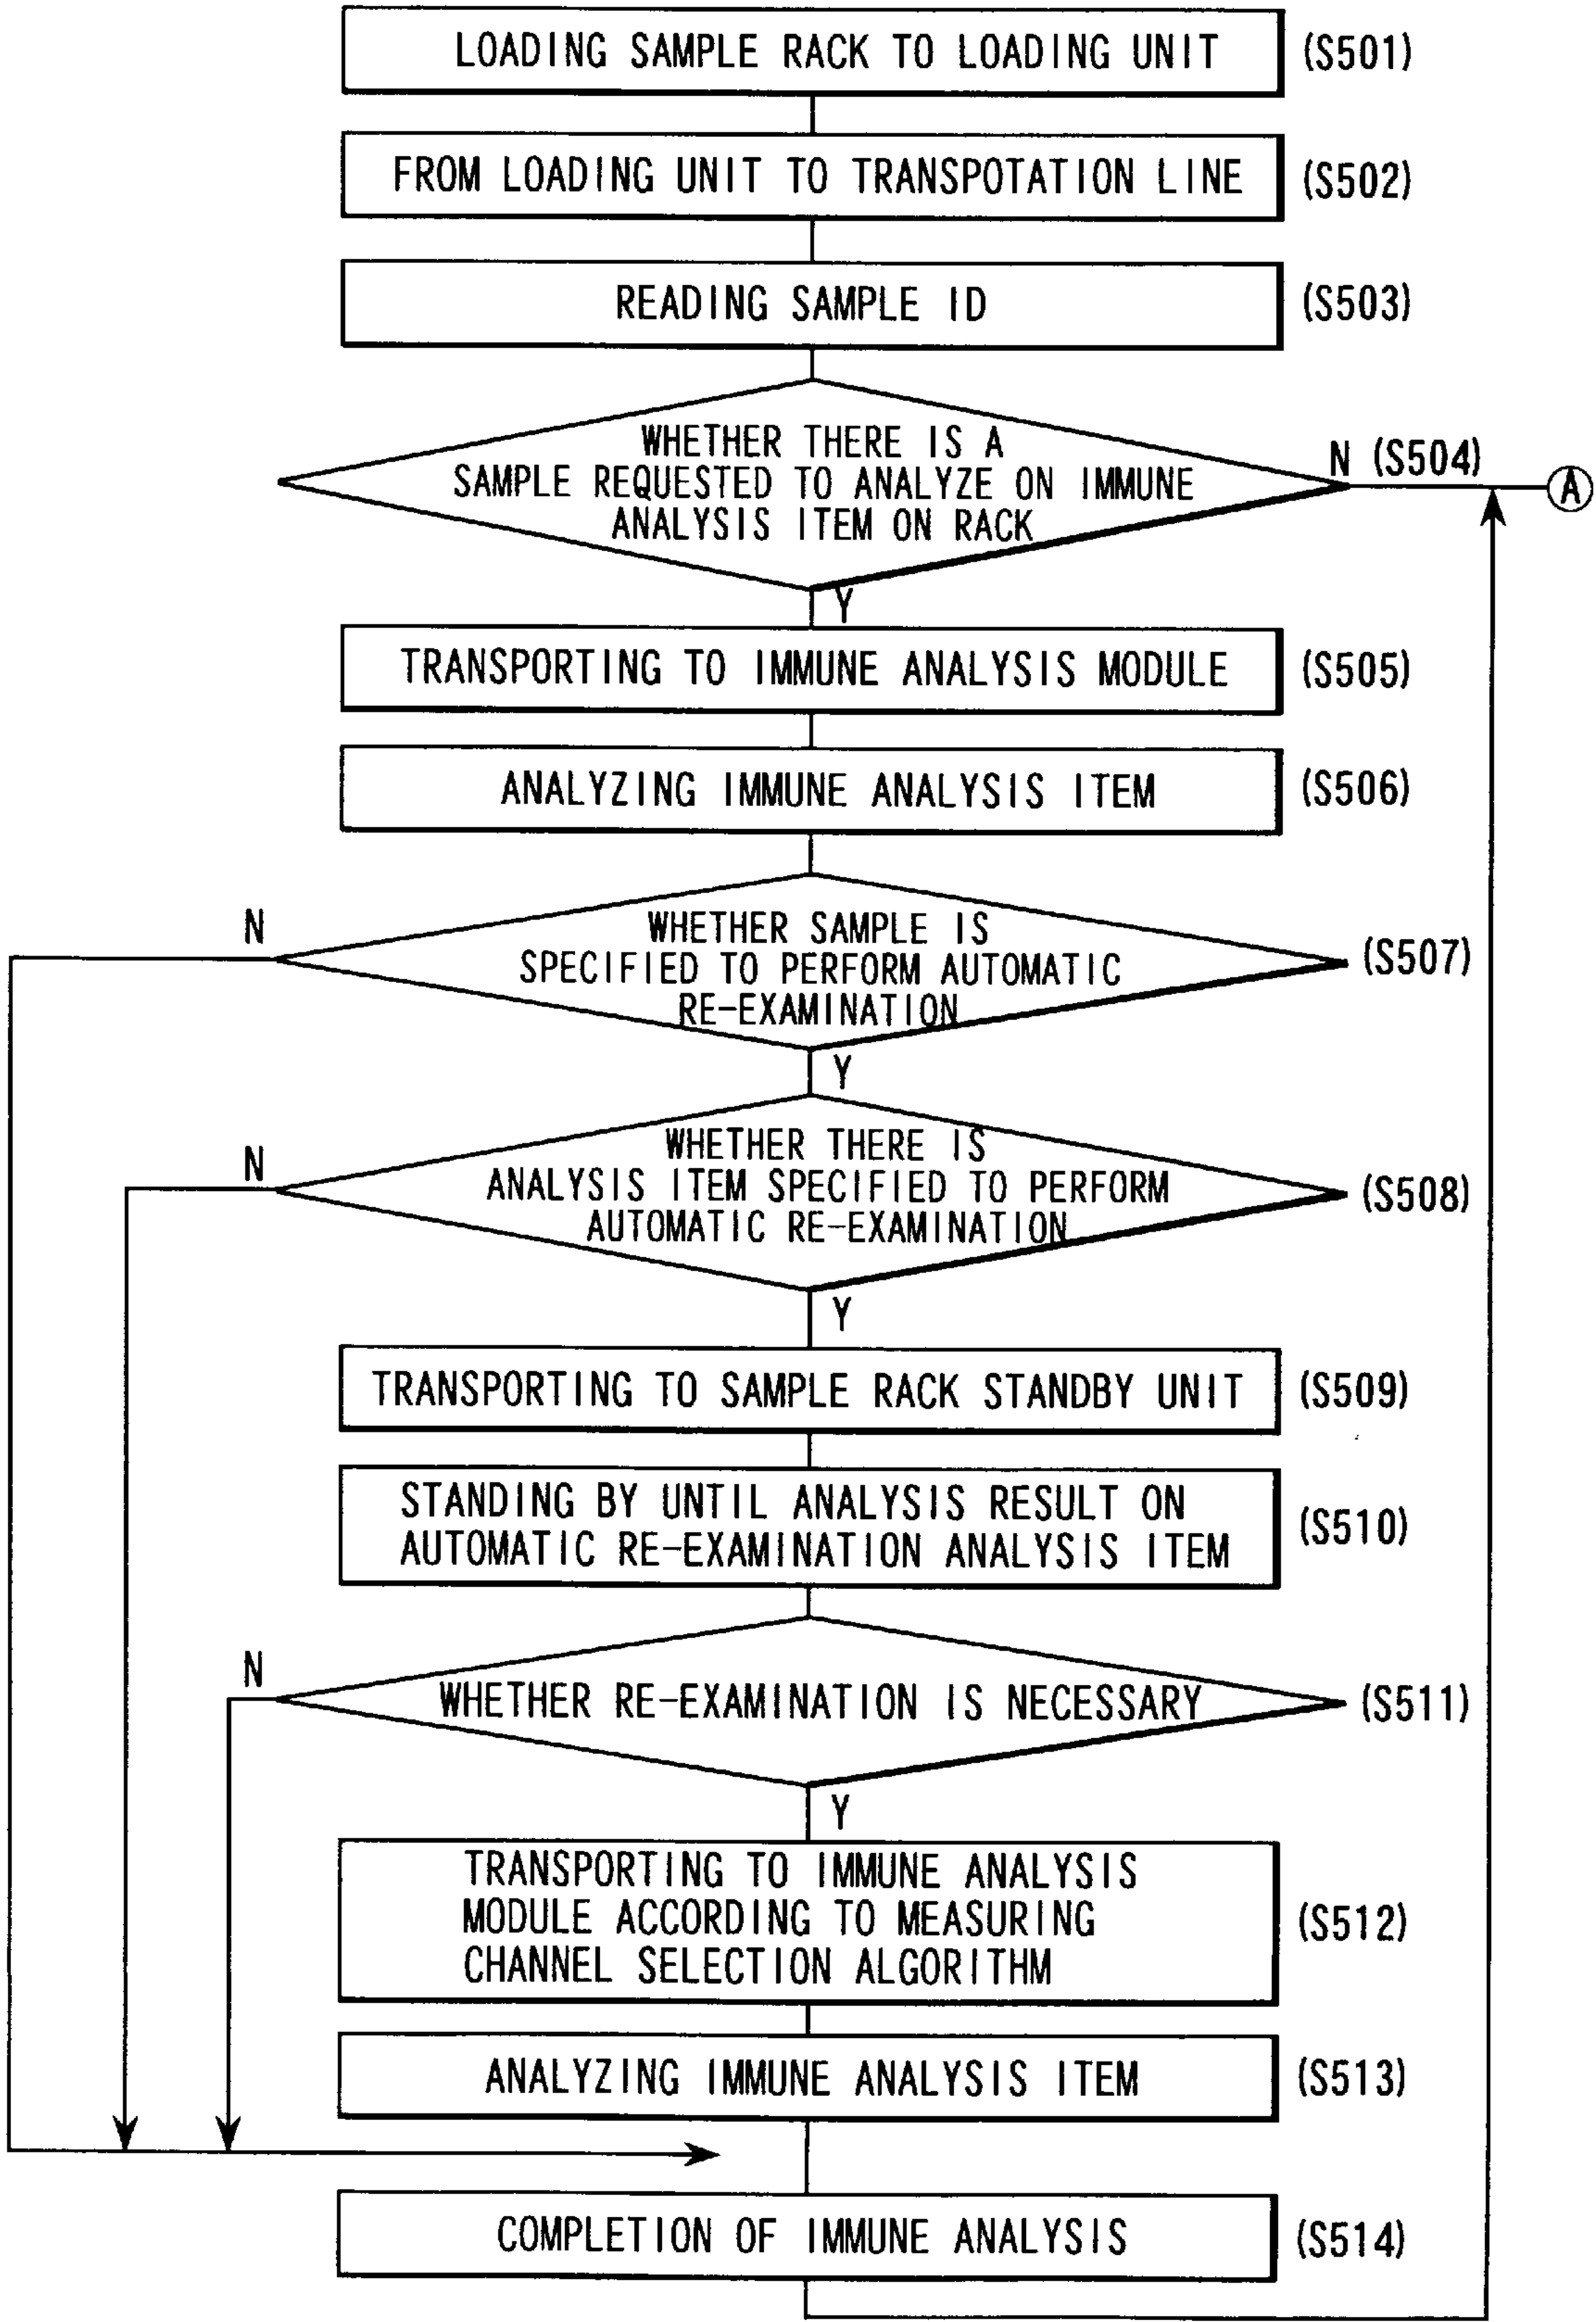 LOADING SAMPLE RACK TO LOADING UNIT (S501)
FROM LOADING UNIT TO TRANSPOTATION LINE (S502)
READING SAMPLE ID (S503)
WHETHER THERE IS A
SAMPLE REQUESTED TO ANALYZE ON IMMUNE
ANALYSIS ITEM ON RACK
N (S504)
A
Y
TRANSPORTING TO IMMUNE ANALYSIS MODULE (S505)
ANALYZING IMMUNE ANALYSIS ITEM (S506)
N
WHETHER SAMPLE IS
SPECIFIED TO PERFORM AUTOMATIC
RE-EXAMINATION
(S507)
Y
N
WHETHER THERE IS
ANALYSIS ITEM SPECIFIED TO PERFORM
AUTOMATIC RE-EXAMINATION
(S508)
Y
TRANSPORTING TO SAMPLE RACK STANDBY UNIT (S509)
STANDING BY UNTIL ANALYSIS RESULT ON
AUTOMATIC RE-EXAMINATION ANALYSIS ITEM
(S510)
N
WHETHER RE-EXAMINATION IS NECESSARY (S511)
Y
TRANSPORTING TO IMMUNE ANALYSIS
MODULE ACCORDING TO MEASURING
CHANNEL SELECTION ALGORITHM
(S512)
ANALYZING IMMUNE ANALYSIS ITEM (S513)
COMPLETION OF IMMUNE ANALYSIS (S514)